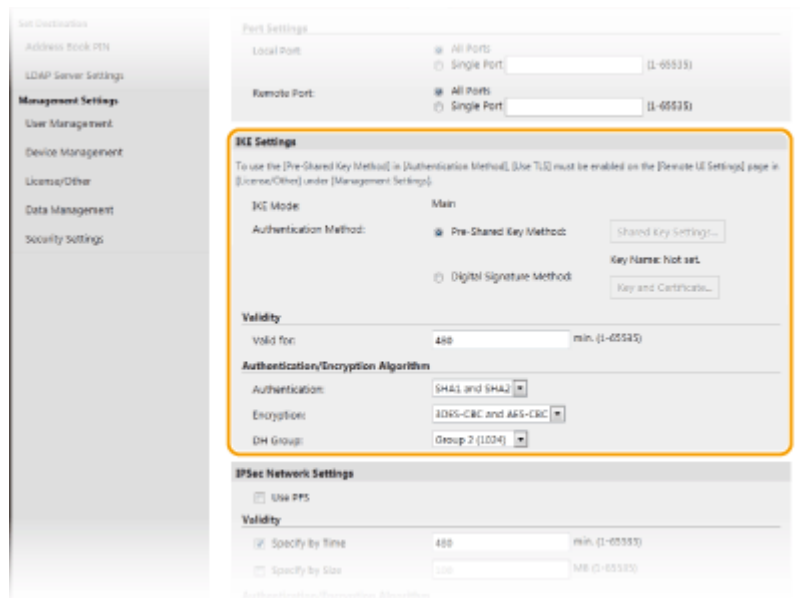 Set Destination
Address Book PIN
LDAP Server Settings
Management Settings
User Management
Device Management
License/Other
Data Management
Security Settings
Port Settings
Local Port:
All Ports
Single Port
(1-65535)
Remote Port:
All Ports
Single Port
(1-65535)
IKE Settings
To use the [Pre-Shared Key Method] in [Authentication Method], [Use TLS] must be enabled on the [Remote UI Settings] page in
[License/Other] under [Management Settings].
IKE Mode: Main
Authentication Method: Pre-Shared Key Method: Shared Key Settings...
Key Name: Not set.
Digital Signature Method: Key and Certificate...
Validity
Valid for: 480 min. (1-65535)
Authentication/Encryption Algorithm
Authentication: SHA1 and SHA2
Encryption: 3DES-CBC and AES-CBC
DH Group: Group 2 (1024)
IPSec Network Settings
Use PFS
Validity
Specify by Time 480 min. (1-65535)
Specify by Size 100 MB (1-65535)
Authentication/Encryption Algorithm